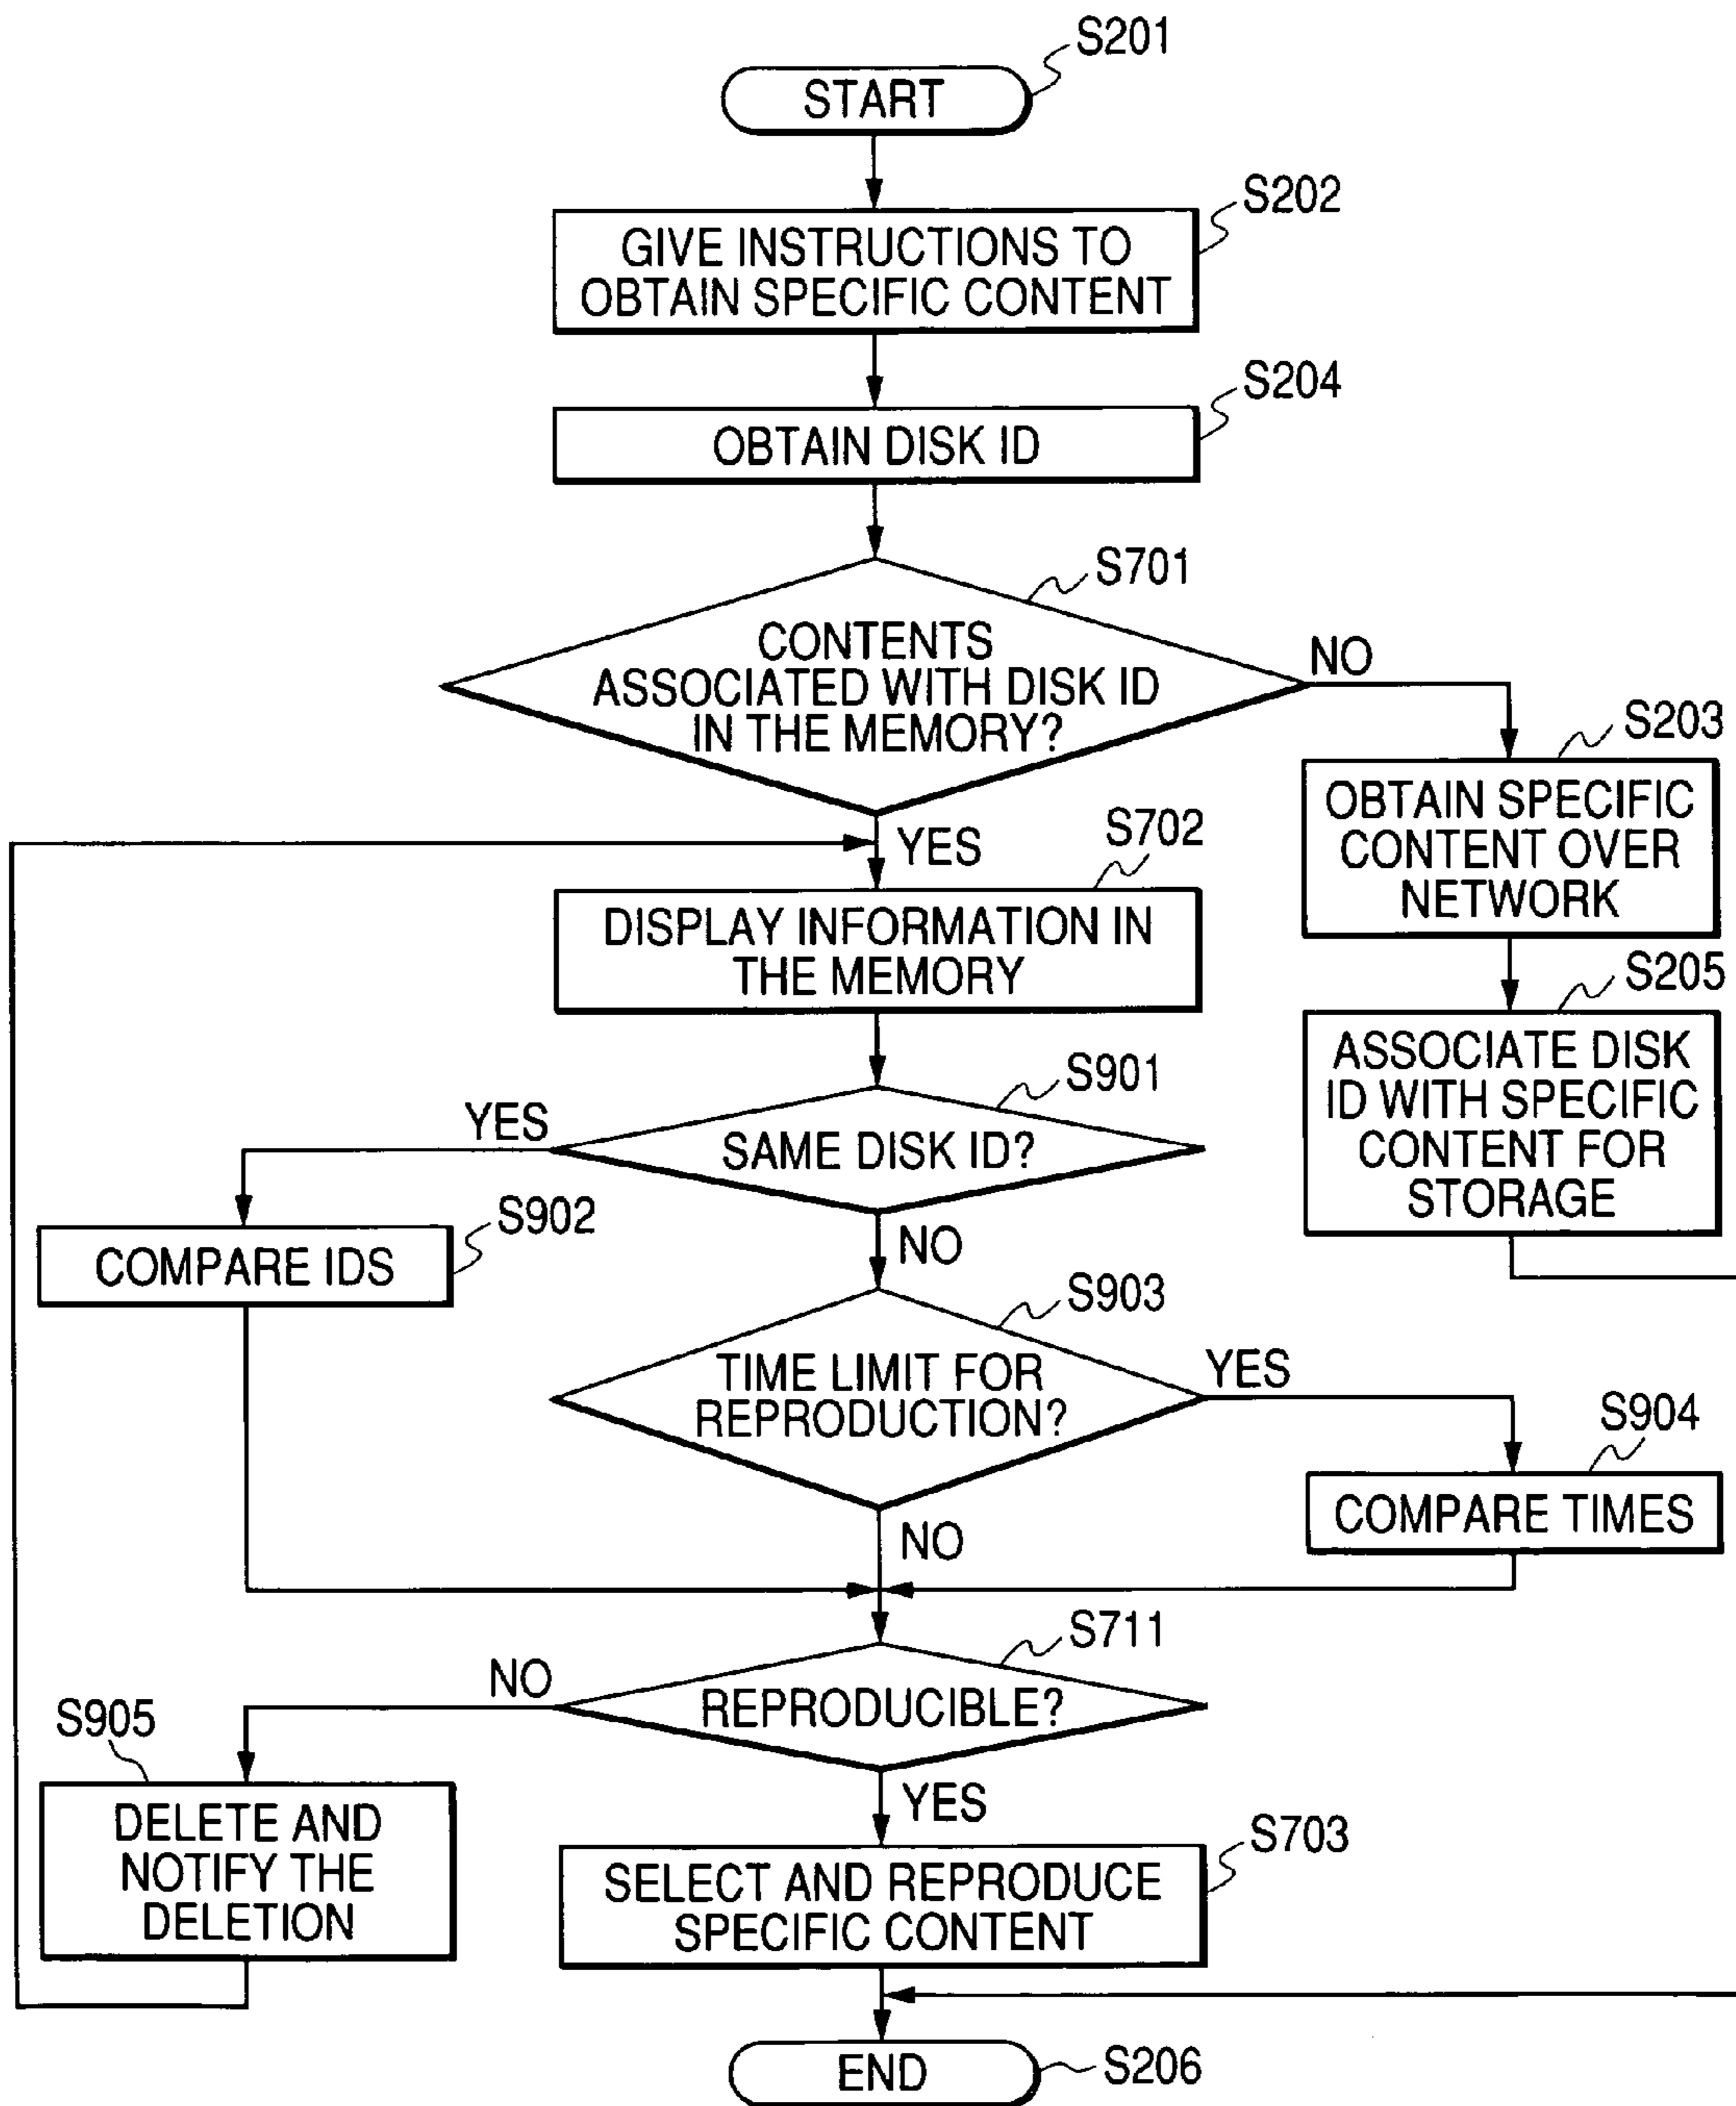 S201
START
S202
GIVE INSTRUCTIONS TO
OBTAIN SPECIFIC CONTENT
S204
OBTAIN DISK ID
S701
CONTENTS
ASSOCIATED WITH DISK ID
IN THE MEMORY?
NO
S203
OBTAIN SPECIFIC
CONTENT OVER
NETWORK
YES
S702
DISPLAY INFORMATION IN
THE MEMORY
S205
ASSOCIATE DISK
ID WITH SPECIFIC
CONTENT FOR
STORAGE
S901
YES
SAME DISK ID?
S902
COMPARE IDS
NO
S903
TIME LIMIT FOR
REPRODUCTION?
YES
S904
COMPARE TIMES
NO
S711
NO
REPRODUCIBLE?
S905
DELETE AND
NOTIFY THE
DELETION
YES
S703
SELECT AND REPRODUCE
SPECIFIC CONTENT
END
S206